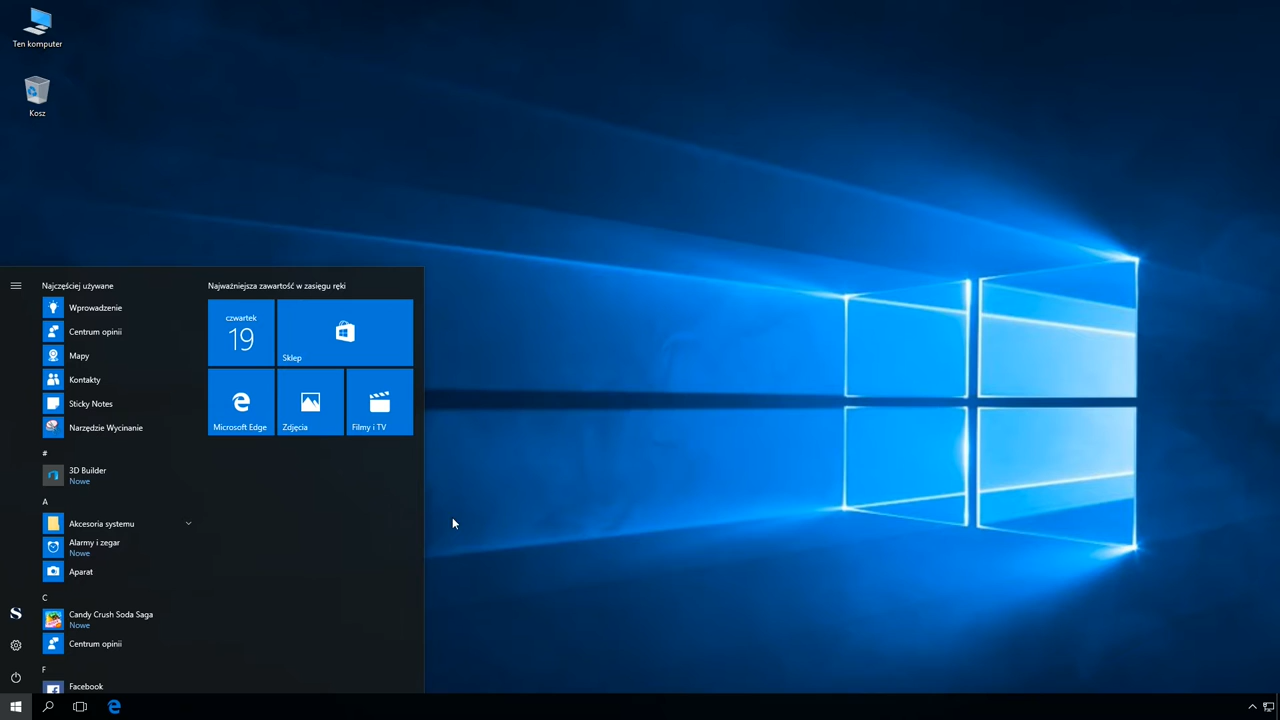 Ten komputer
Kosz
Najczęściej używane
Wprowadzenie
Centrum opinii
Mapy
Kontakty
Sticky Notes
Narzędzie Wycinanie
#
3D Builder
Nowe
A
Akcesoria systemu
Alarmy i zegar
Nowe
Aparat
C
Candy Crush Soda Saga
Nowe
Centrum opinii
F
Facebook
Najważniejsza zawartość w zasięgu ręki
czwartek
19
Sklep
Microsoft Edge
Zdjęcia
Filmy i TV